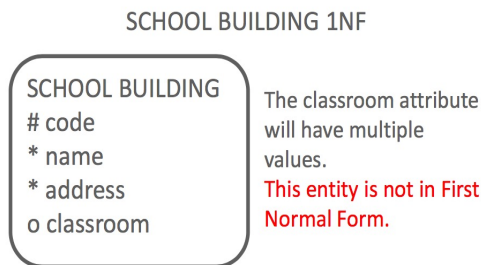 SCHOOL BUILDING 1NF
SCHOOL BUILDING
# code
* name
* address
o classroom
The classroom attribute
will have multiple
values.
This entity is not in First
Normal Form.